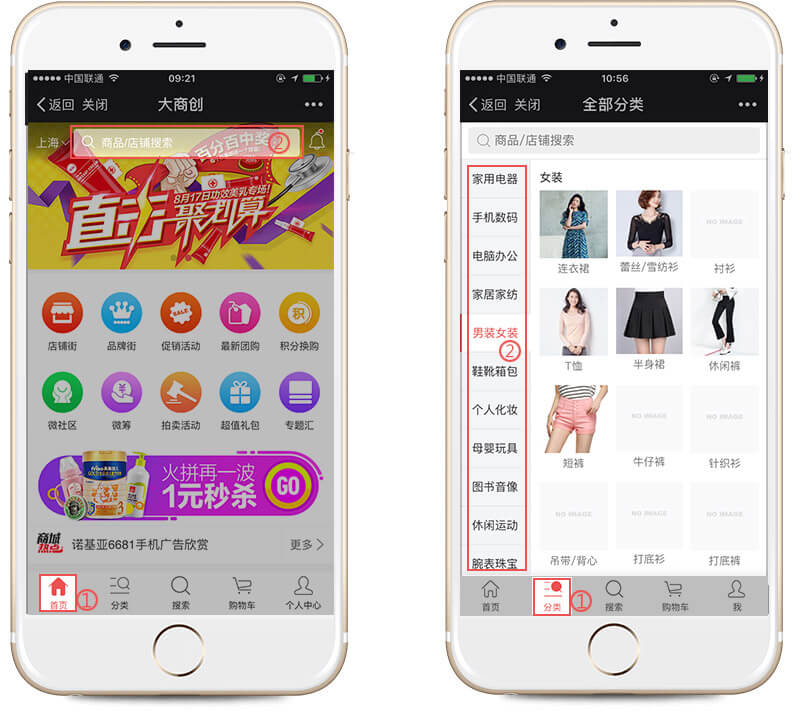 中国联通
09:21
返回 关闭
大商创
上海
商品/店铺搜索
②
百分百中奖
8月17日功效美乳专场!
直击
聚划算
店铺街
品牌街
SALE
促销活动
最新团购
积
积分换购
微社区
微筹
拍卖活动
超值礼包
专题汇
火拼再一波
1元秒杀
GO
商城
热点
诺基亚6681手机广告欣赏
更多
首页
①
分类
搜索
购物车
个人中心
中国联通
10:56
返回 关闭
全部分类
商品/店铺搜索
家用电器
手机数码
电脑办公
家居家纺
男装女装
②
鞋靴箱包
个人化妆
母婴玩具
图书音像
休闲运动
腕表珠宝
女装
NO IMAGE
连衣裙
蕾丝/雪纺衫
衬衫
T恤
半身裙
休闲裤
NO IMAGE
NO IMAGE
短裤
牛仔裤
针织衫
NO IMAGE
NO IMAGE
NO IMAGE
吊带/背心
打底衫
打底裤
首页
分类
①
搜索
购物车
我